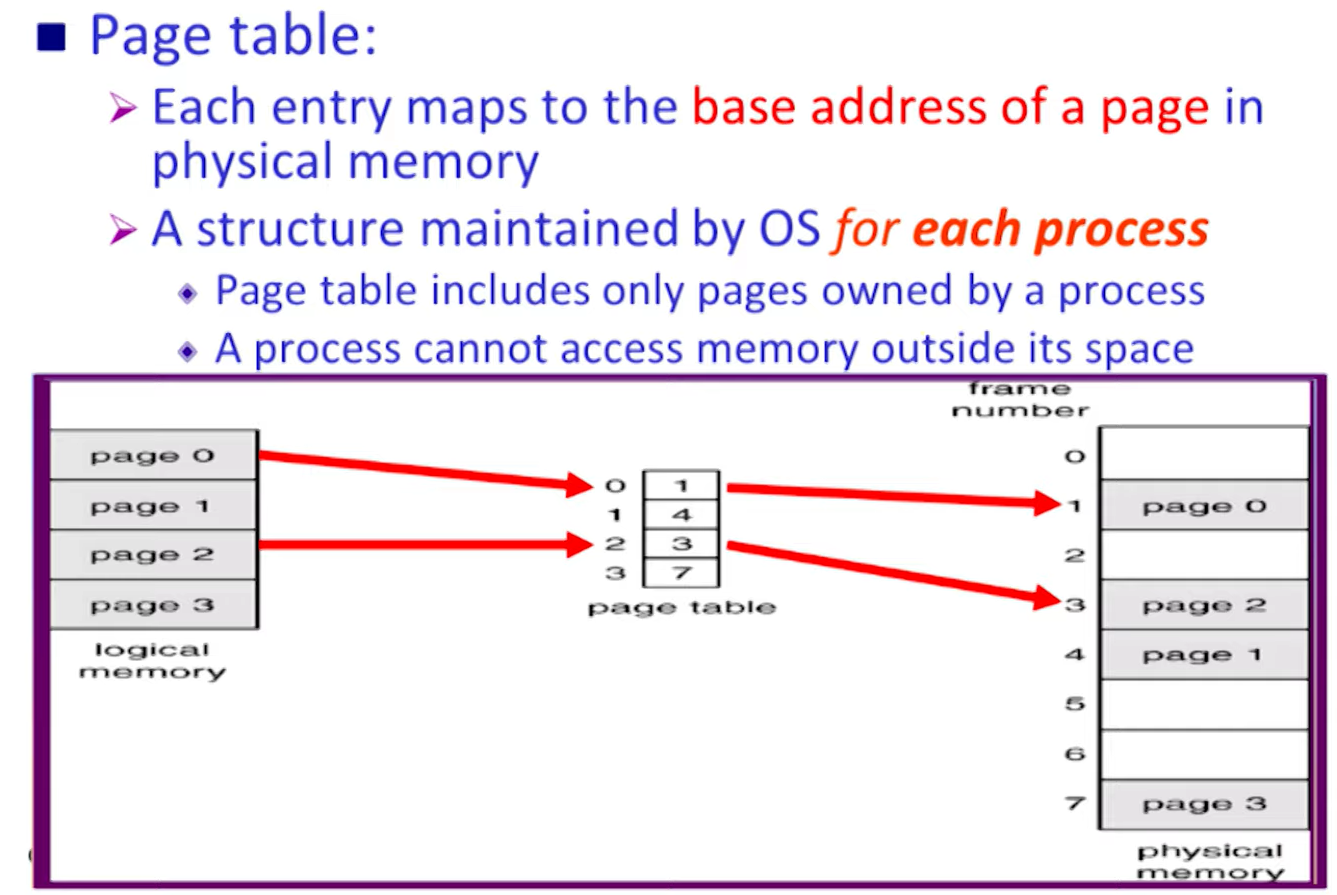 Page table:
Each entry maps to the base address of a page in
physical memory
A structure maintained by OS for each process
Page table includes only pages owned by a process
A process cannot access memory outside its space
frame
number
page 0
page 1
page 2
page 3
logical
memory
0 1
1 4
2 3
3 7
page table
0
1 page 0
2
3 page 2
4 page 1
5
6
7 page 3
physical
memory